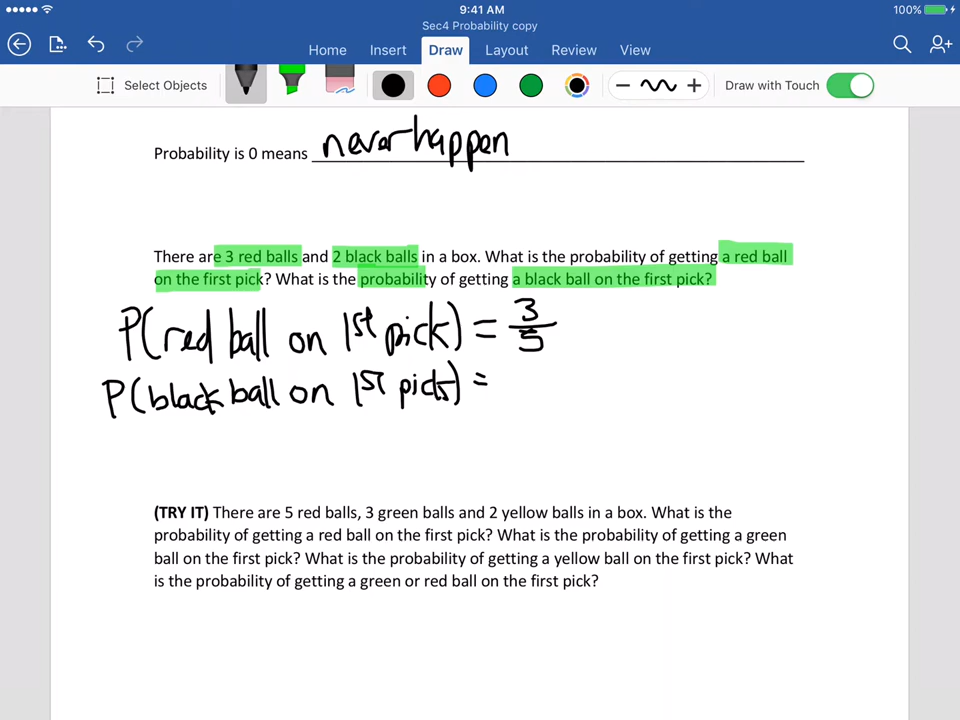 9:41 AM
100%
Sec4 Probability copy
Home Insert Draw Layout Review View
Select Objects Draw with Touch
Probability is 0 means never happen
There are 3 red balls and 2 black balls in a box. What is the probability of getting a red ball
on the first pick? What is the probability of getting a black ball on the first pick?
P(red ball on 1st pick) = 3/5
P(black ball on 1st pick) =
(TRY IT) There are 5 red balls, 3 green balls and 2 yellow balls in a box. What is the
probability of getting a red ball on the first pick? What is the probability of getting a green
ball on the first pick? What is the probability of getting a yellow ball on the first pick? What
is the probability of getting a green or red ball on the first pick?